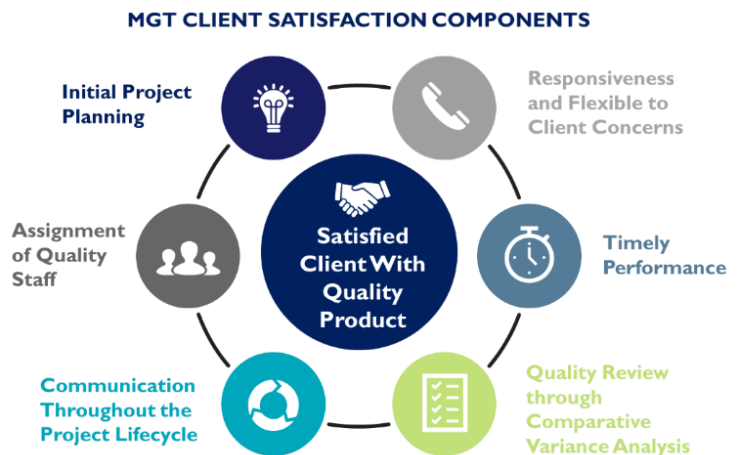 MGT CLIENT SATISFACTION COMPONENTS
Initial Project
Planning
Responsiveness
and Flexible to
Client Concerns
Assignment
of Quality
Staff
Satisfied
Client With
Quality
Product
Timely
Performance
Communication
Throughout the
Project Lifecycle
Quality Review
through
Comparative
Variance Analysis